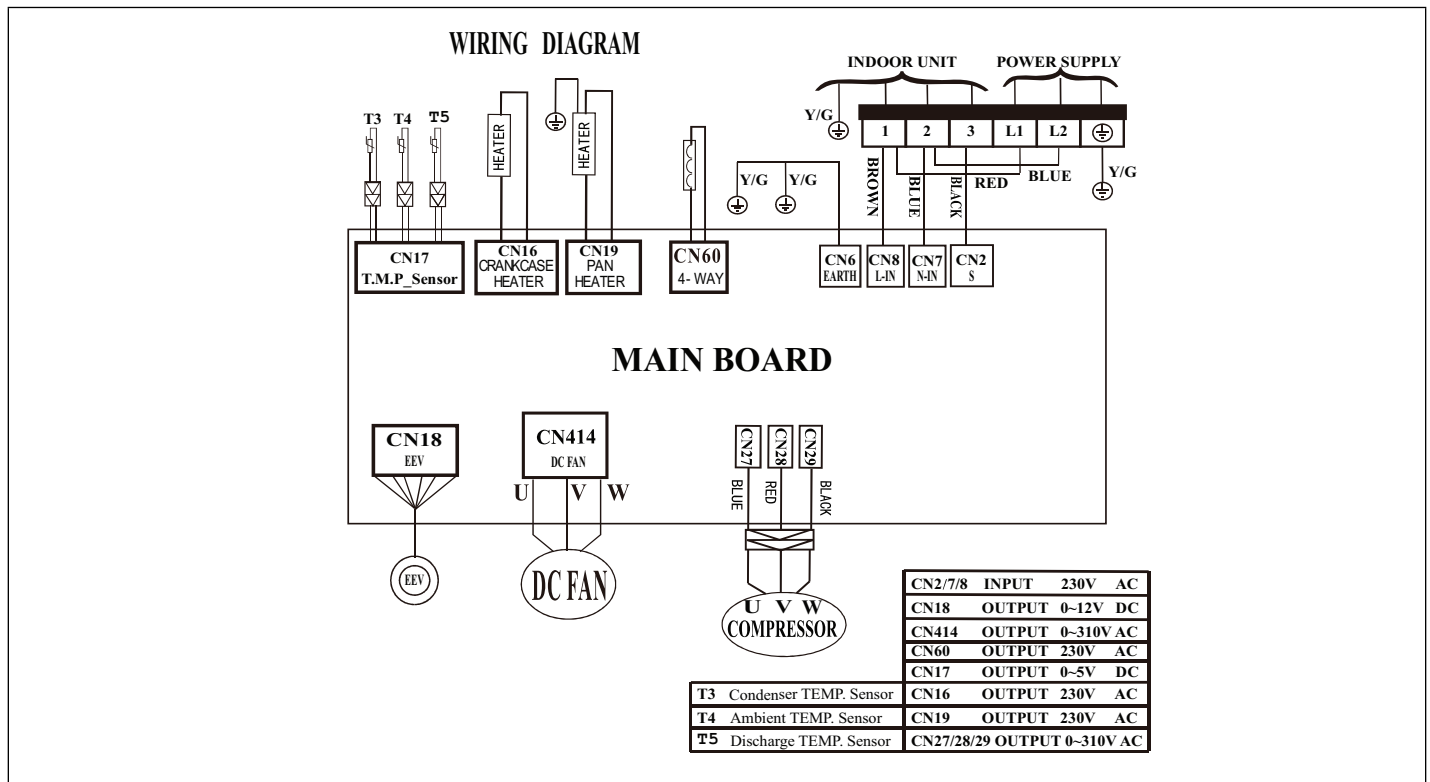 WIRING DIAGRAM
INDOOR UNIT
POWER SUPPLY
T3 T4 T5
HEATER
HEATER
Y/G
1 2 3 L1 L2
Y/G Y/G
BROWN
BLUE
BLACK
RED
BLUE
Y/G
CN17
T.M.P_Sensor
CN16
CRANKCASE
HEATER
CN19
PAN
HEATER
CN60
4- WAY
CN6
EARTH
CN8
L-IN
CN7
N-IN
CN2
S
MAIN BOARD
CN18
EEV
CN414
DC FAN
U V W
CN27
CN28
CN29
BLUE
RED
BLACK
EEV
DC FAN
U V W
COMPRESSOR
CN2/7/8 INPUT 230V AC
CN18 OUTPUT 0~12V DC
CN414 OUTPUT 0~310V AC
CN60 OUTPUT 230V AC
CN17 OUTPUT 0~5V DC
T3 Condenser TEMP. Sensor CN16 OUTPUT 230V AC
T4 Ambient TEMP. Sensor CN19 OUTPUT 230V AC
T5 Discharge TEMP. Sensor CN27/28/29 OUTPUT 0~310V AC